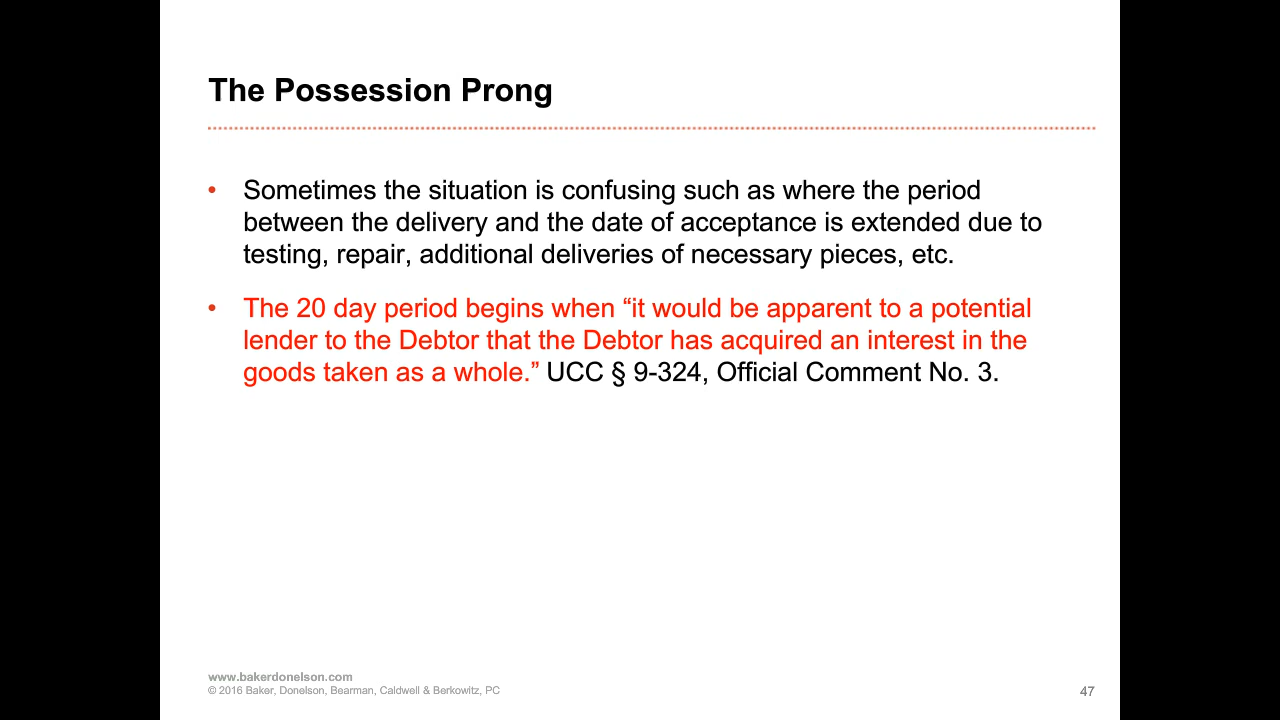 The Possession Prong
• Sometimes the situation is confusing such as where the period
between the delivery and the date of acceptance is extended due to
testing, repair, additional deliveries of necessary pieces, etc.
• The 20 day period begins when “it would be apparent to a potential
lender to the Debtor that the Debtor has acquired an interest in the
goods taken as a whole.” UCC § 9-324, Official Comment No. 3.
www.bakerdonelson.com
© 2016 Baker, Donelson, Bearman, Caldwell & Berkowitz, PC
47